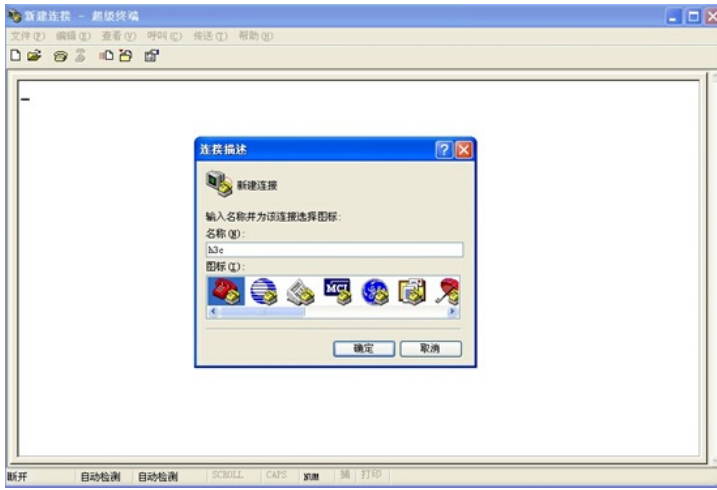 新建连接 - 超级终端
文件(F) 编辑(E) 查看(V) 呼叫(C) 传送(T) 帮助(H)
连接描述
新建连接
输入名称并为该连接选择图标:
名称(N):
h3c
图标(I):
MCI
确定 取消
断开 自动检测 自动检测 SCROLL CAPS NUM 捕 打印